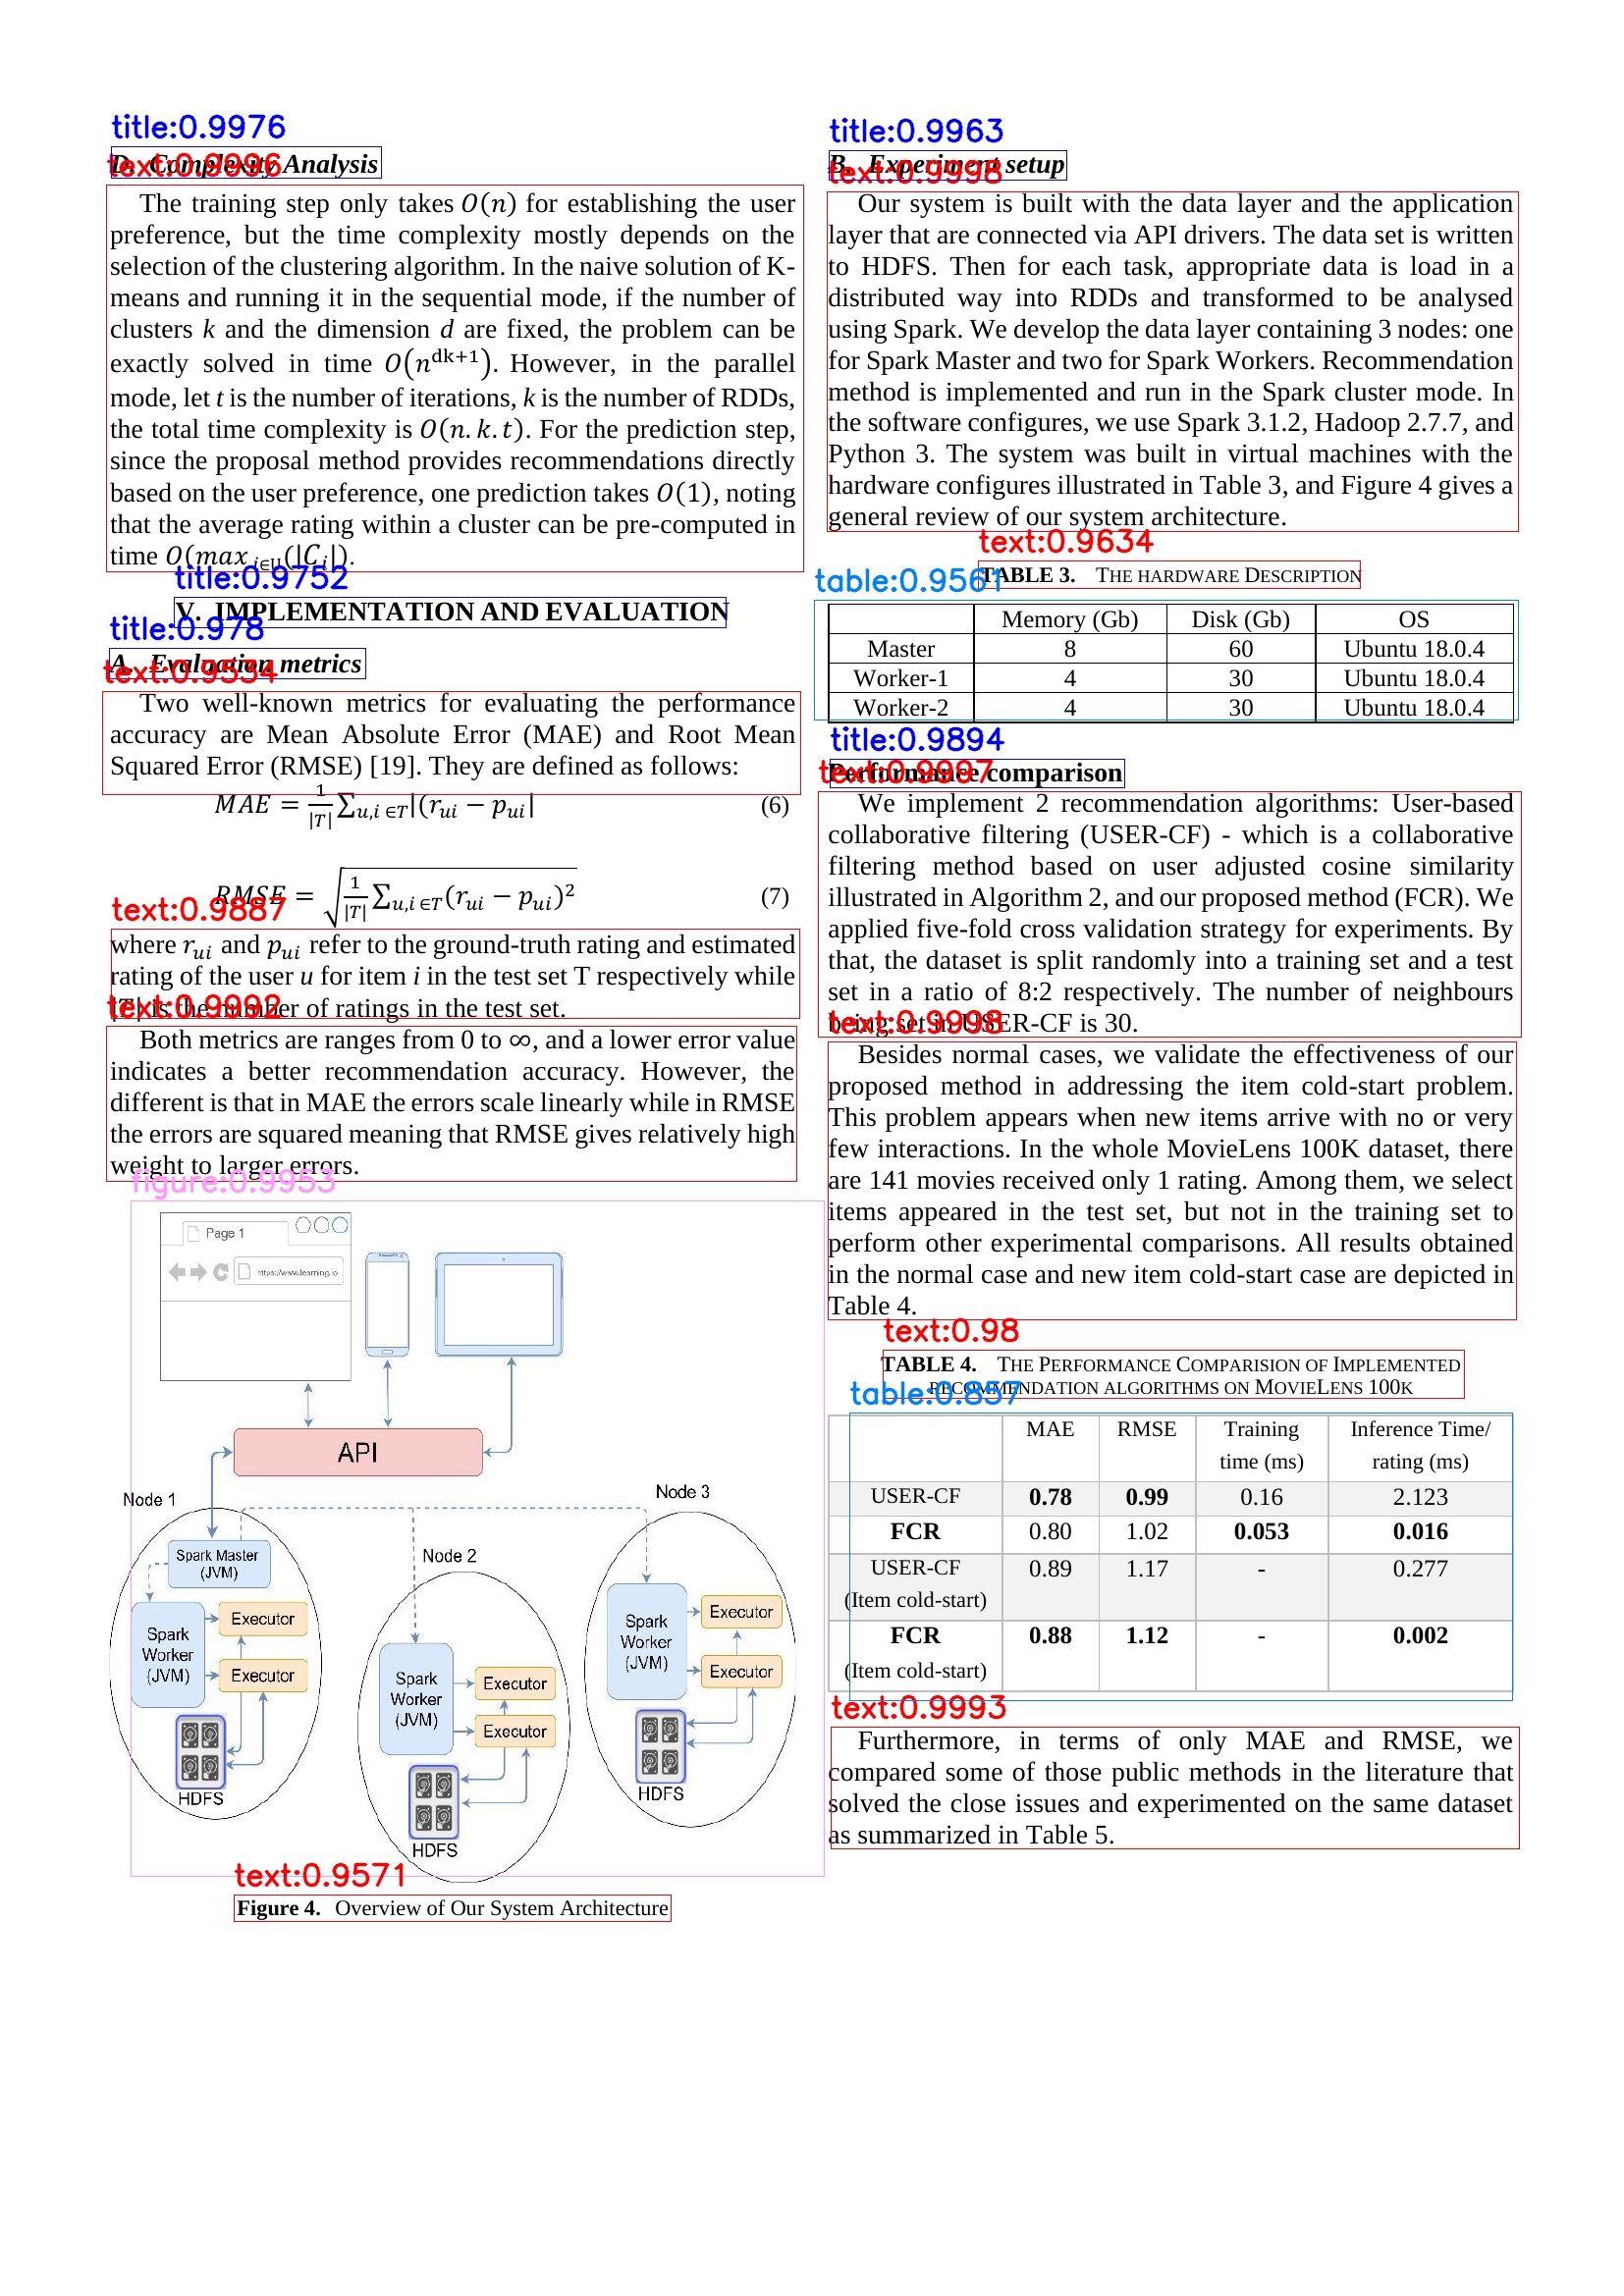 title:0.9976
D. Complexity Analysis
text:0.9996
The training step only takes O(n) for establishing the user
preference, but the time complexity mostly depends on the
selection of the clustering algorithm. In the naive solution of K-
means and running it in the sequential mode, if the number of
clusters k and the dimension d are fixed, the problem can be
exactly solved in time O(n^{dk+1}). However, in the parallel
mode, let t is the number of iterations, k is the number of RDDs,
the total time complexity is O(n.k.t). For the prediction step,
since the proposal method provides recommendations directly
based on the user preference, one prediction takes O(1), noting
that the average rating within a cluster can be pre-computed in
time O(max_{i∈U}(|C_i|).
title:0.9752
V. IMPLEMENTATION AND EVALUATION
title:0.978
A. Evaluation metrics
text:0.9534
Two well-known metrics for evaluating the performance
accuracy are Mean Absolute Error (MAE) and Root Mean
Squared Error (RMSE) [19]. They are defined as follows:
MAE = 1/|T| ∑_{u,i ∈T}|(r_{ui} − p_{ui}| (6)
RMSE = √(1/|T| ∑_{u,i ∈T}(r_{ui} − p_{ui})²) (7)
text:0.9887
where r_{ui} and p_{ui} refer to the ground-truth rating and estimated
rating of the user u for item i in the test set T respectively while
|T| is the number of ratings in the test set.
text:0.9992
Both metrics are ranges from 0 to ∞, and a lower error value
indicates a better recommendation accuracy. However, the
different is that in MAE the errors scale linearly while in RMSE
the errors are squared meaning that RMSE gives relatively high
weight to larger errors.
figure:0.9953
Page 1
https://www.learning.io
API
Node 1
Node 3
Spark Master
(JVM)
Node 2
Spark
Worker
(JVM)
Executor
Executor
HDFS
Spark
Worker
(JVM)
Executor
Executor
HDFS
Spark
Worker
(JVM)
Executor
Executor
HDFS
text:0.9571
Figure 4. Overview of Our System Architecture
title:0.9963
B. Experiment setup
text:0.9998
Our system is built with the data layer and the application
layer that are connected via API drivers. The data set is written
to HDFS. Then for each task, appropriate data is load in a
distributed way into RDDs and transformed to be analysed
using Spark. We develop the data layer containing 3 nodes: one
for Spark Master and two for Spark Workers. Recommendation
method is implemented and run in the Spark cluster mode. In
the software configures, we use Spark 3.1.2, Hadoop 2.7.7, and
Python 3. The system was built in virtual machines with the
hardware configures illustrated in Table 3, and Figure 4 gives a
general review of our system architecture.
text:0.9634
TABLE 3. THE HARDWARE DESCRIPTION
table:0.9561
Memory (Gb) Disk (Gb) OS
Master 8 60 Ubuntu 18.0.4
Worker-1 4 30 Ubuntu 18.0.4
Worker-2 4 30 Ubuntu 18.0.4
title:0.9894
Performance comparison
text:0.9997
We implement 2 recommendation algorithms: User-based
collaborative filtering (USER-CF) - which is a collaborative
filtering method based on user adjusted cosine similarity
illustrated in Algorithm 2, and our proposed method (FCR). We
applied five-fold cross validation strategy for experiments. By
that, the dataset is split randomly into a training set and a test
set in a ratio of 8:2 respectively. The number of neighbours
being set in USER-CF is 30.
text:0.9998
Besides normal cases, we validate the effectiveness of our
proposed method in addressing the item cold-start problem.
This problem appears when new items arrive with no or very
few interactions. In the whole MovieLens 100K dataset, there
are 141 movies received only 1 rating. Among them, we select
items appeared in the test set, but not in the training set to
perform other experimental comparisons. All results obtained
in the normal case and new item cold-start case are depicted in
Table 4.
text:0.98
TABLE 4. THE PERFORMANCE COMPARISION OF IMPLEMENTED
RECOMMENDATION ALGORITHMS ON MOVIELENS 100K
table:0.857
MAE RMSE Training Inference Time/
time (ms) rating (ms)
USER-CF 0.78 0.99 0.16 2.123
FCR 0.80 1.02 0.053 0.016
USER-CF 0.89 1.17 - 0.277
(Item cold-start)
FCR 0.88 1.12 - 0.002
(Item cold-start)
text:0.9993
Furthermore, in terms of only MAE and RMSE, we
compared some of those public methods in the literature that
solved the close issues and experimented on the same dataset
as summarized in Table 5.